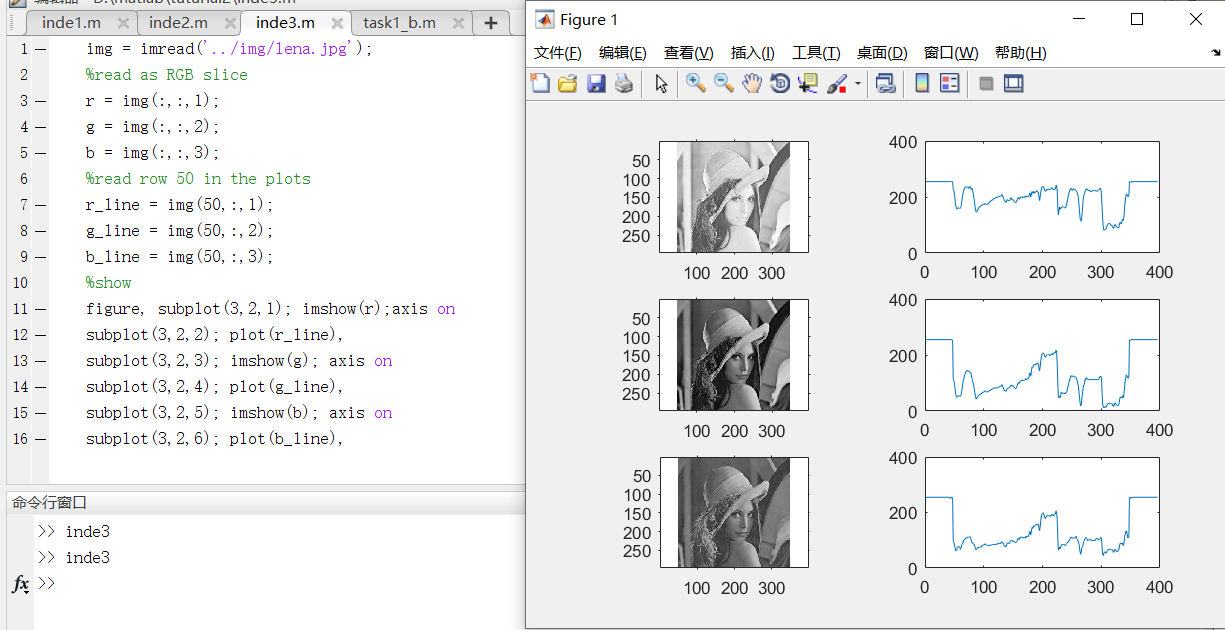 编辑器 - D:\matlab\tutorial2\inde3.m
inde1.m
inde2.m
inde3.m
task1_b.m
1 img = imread('../img/lena.jpg');
2 %read as RGB slice
3 r = img(:,:,1);
4 g = img(:,:,2);
5 b = img(:,:,3);
6 %read row 50 in the plots
7 r_line = img(50,:,1);
8 g_line = img(50,:,2);
9 b_line = img(50,:,3);
10 %show
11 figure, subplot(3,2,1); imshow(r);axis on
12 subplot(3,2,2); plot(r_line),
13 subplot(3,2,3); imshow(g); axis on
14 subplot(3,2,4); plot(g_line),
15 subplot(3,2,5); imshow(b); axis on
16 subplot(3,2,6); plot(b_line),
命令行窗口
>> inde3
>> inde3
fx >>
Figure 1
文件(F) 编辑(E) 查看(V) 插入(I) 工具(T) 桌面(D) 窗口(W) 帮助(H)
50
100
150
200
250
100 200 300
400
200
0
0 100 200 300 400
50
100
150
200
250
100 200 300
400
200
0
0 100 200 300 400
50
100
150
200
250
100 200 300
400
200
0
0 100 200 300 400